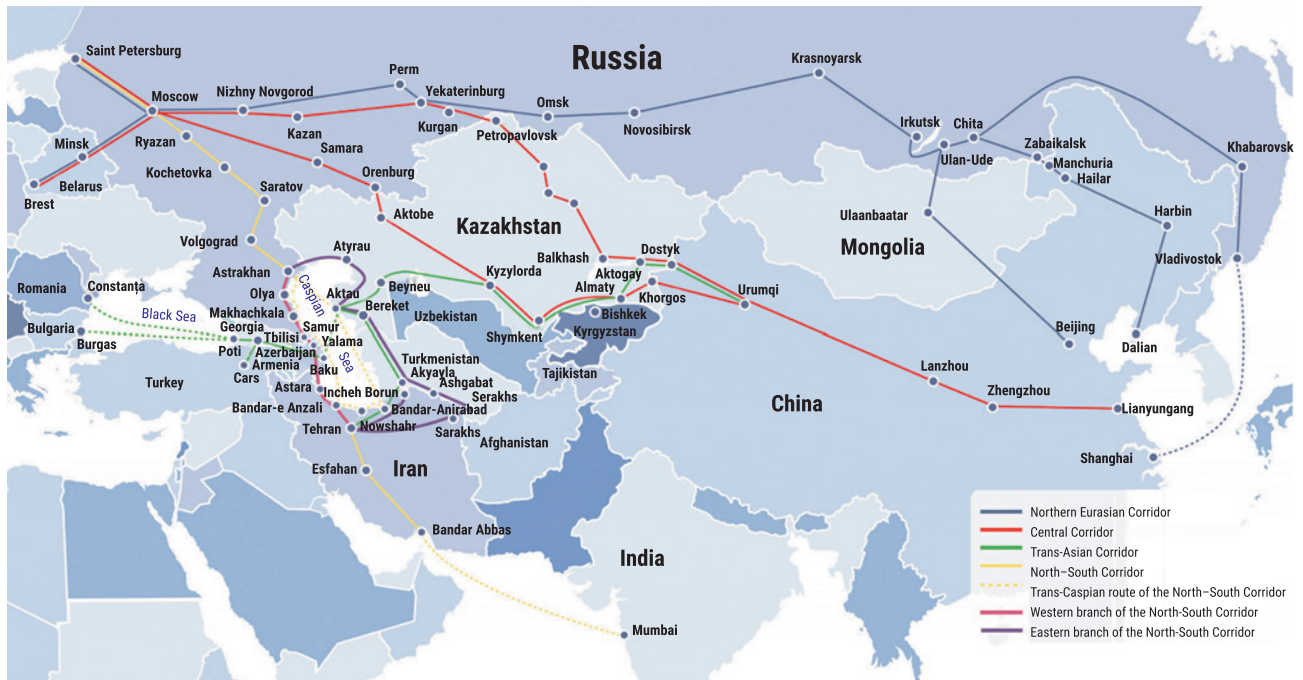 Russia
Saint Petersburg
Moscow
Nizhny Novgorod
Perm
Yekaterinburg
Omsk
Novosibirsk
Krasnoyarsk
Irkutsk
Chita
Ulan-Ude
Zabaikalsk
Manchuria
Hailar
Khabarovsk
Ryazan
Kazan
Kurgan
Petropavlovsk
Minsk
Belarus
Brest
Kochetovka
Samara
Saratov
Orenburg
Aktobe
Volgograd
Kazakhstan
Ulaanbaatar
Mongolia
Harbin
Vladivostok
Atyrau
Astrakhan
Balkhash
Dostyk
Aktogay
Almaty
Khorgos
Urumqi
Kyzylorda
Romania
Constanța
Olya
Caspian
Sea
Aktau
Beyneu
Bereket
Uzbekistan
Shymkent
Bishkek
Kyrgyzstan
Black Sea
Makhachkala
Georgia
Samur
Bulgaria
Burgas
Poti
Tbilisi
Yalama
Azerbaijan
Armenia
Baku
Cars
Turkey
Astara
Incheh Borun
Turkmenistan
Akyayla
Ashgabat
Serakhs
Tajikistan
Bandar-e Anzali
Bandar-Anirabad
Tehran
Nowshahr
Sarakhs
Afghanistan
Beijing
Dalian
Lanzhou
Zhengzhou
Lianyungang
China
Shanghai
Esfahan
Iran
Bandar Abbas
India
Mumbai
Northern Eurasian Corridor
Central Corridor
Trans-Asian Corridor
North–South Corridor
Trans-Caspian route of the North–South Corridor
Western branch of the North-South Corridor
Eastern branch of the North-South Corridor